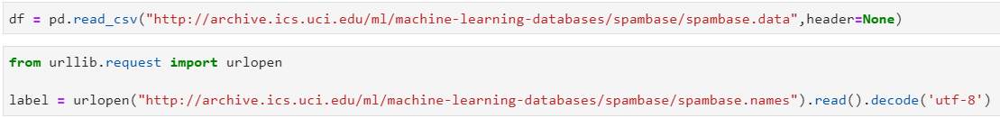 df = pd.read_csv("http://archive.ics.uci.edu/ml/machine-learning-databases/spambase/spambase.data",header=None)
from urllib.request import urlopen
label = urlopen("http://archive.ics.uci.edu/ml/machine-learning-databases/spambase/spambase.names").read().decode('utf-8')